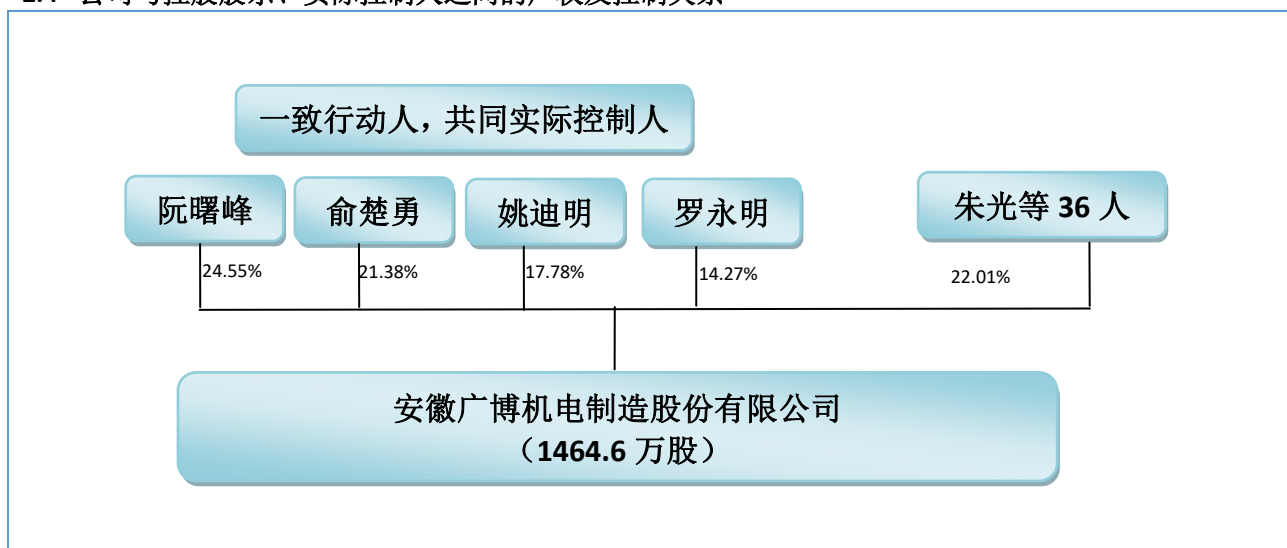 一致行动人，共同实际控制人
阮曙峰
俞楚勇
姚迪明
罗永明
朱光等 36 人
24.55%
21.38%
17.78%
14.27%
22.01%
安徽广博机电制造股份有限公司
（1464.6 万股）